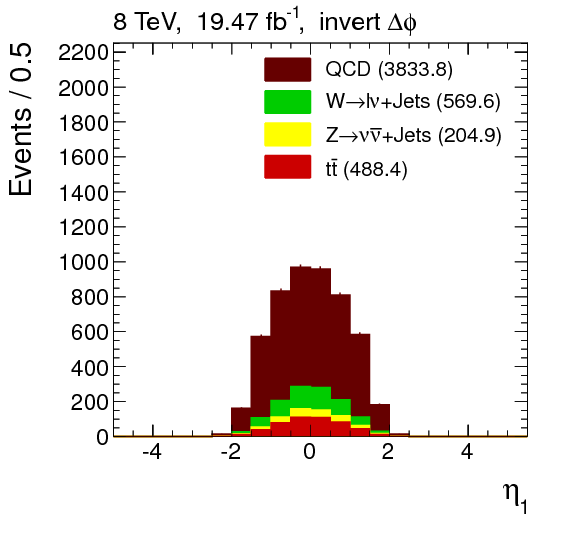 8 TeV, 19.47 fb⁻¹, invert Δϕ
Events / 0.5
2200
2000
1800
1600
1400
1200
1000
800
600
400
200
0
QCD (3833.8)
W→lν+Jets (569.6)
Z→νν̅+Jets (204.9)
tt̅ (488.4)
-4 -2 0 2 4
η₁